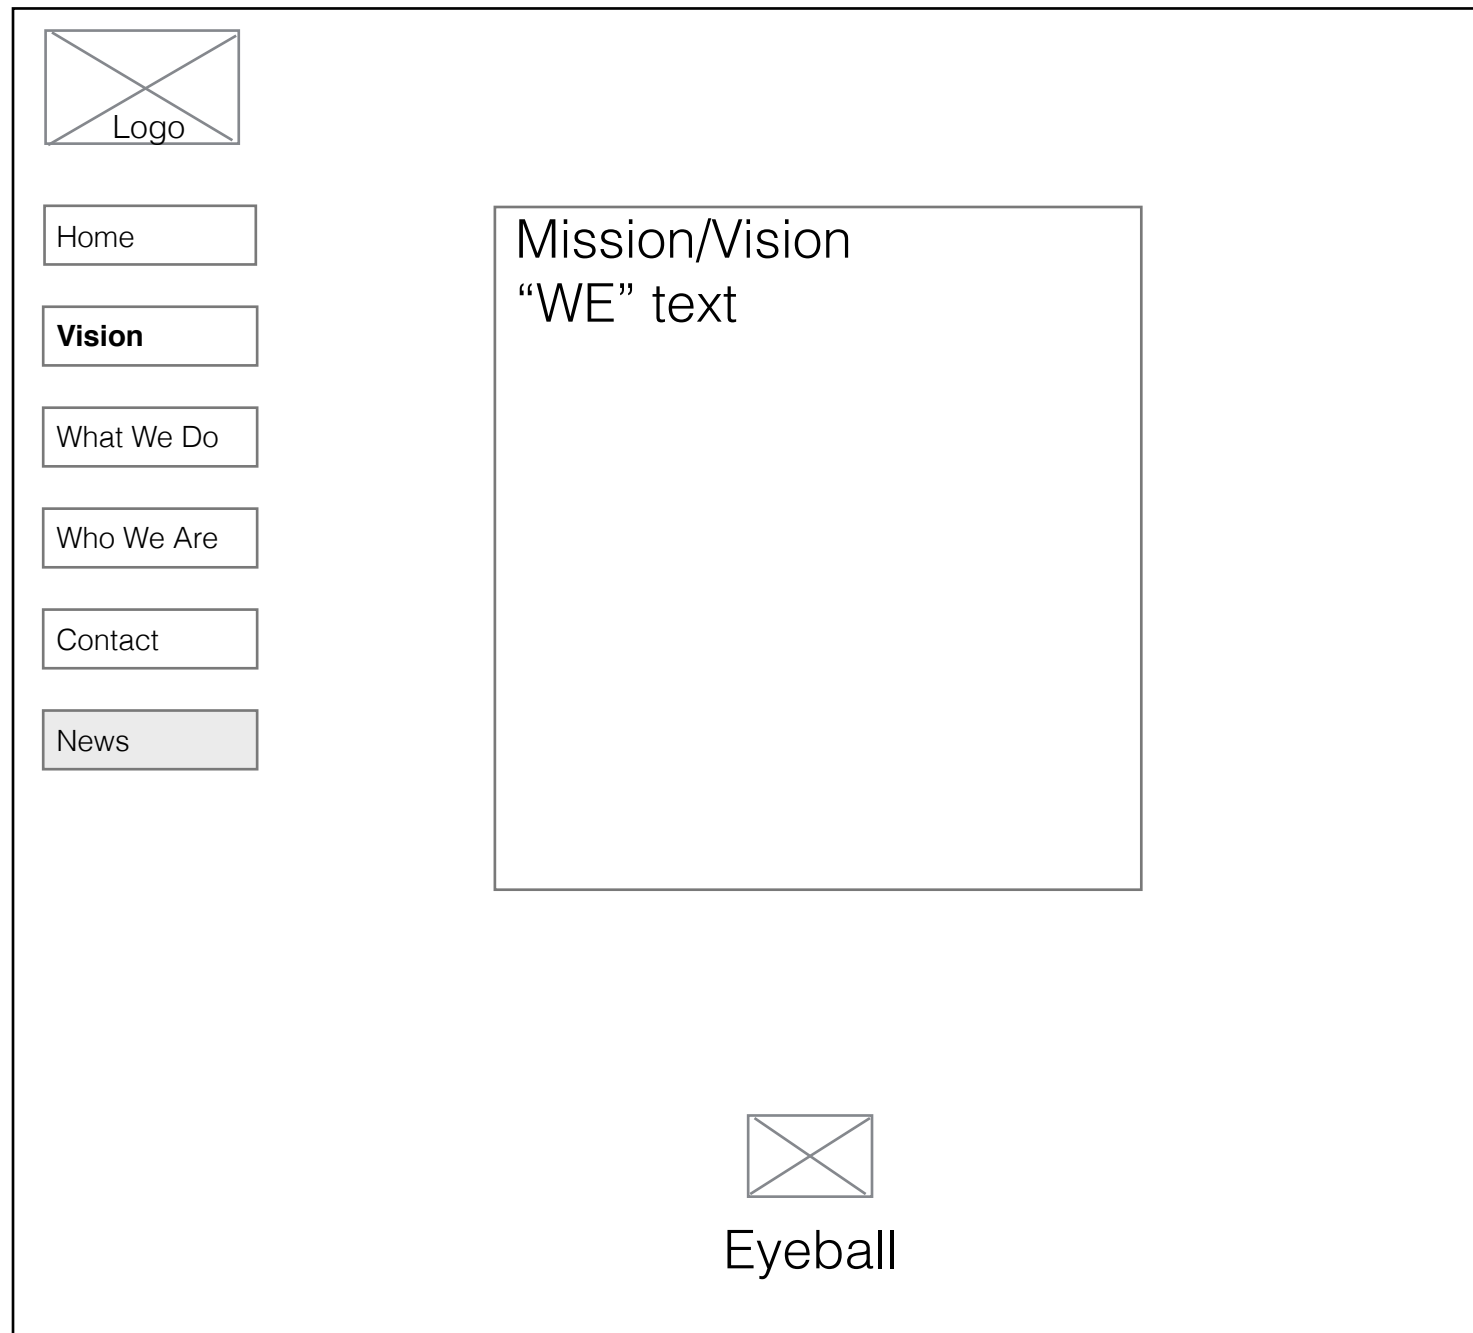 Logo
Home
Vision
What We Do
Who We Are
Contact
News
Mission/Vision
“WE” text
Eyeball